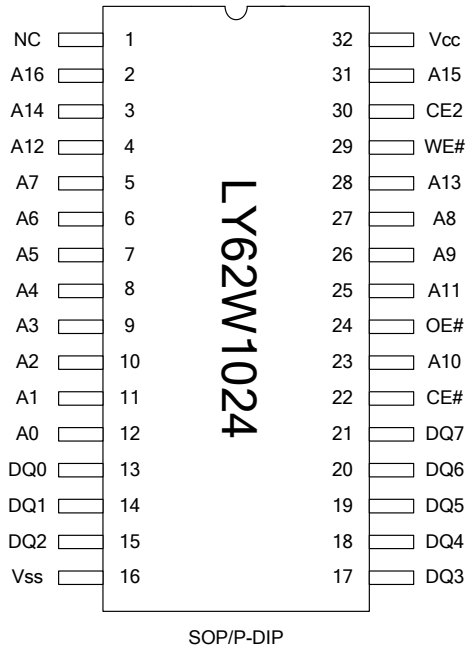 NC 1 32 Vcc
A16 2 31 A15
A14 3 30 CE2
A12 4 29 WE#
A7 5 28 A13
A6 6 27 A8
A5 7 26 A9
A4 8 25 A11
A3 9 24 OE#
A2 10 23 A10
A1 11 22 CE#
A0 12 21 DQ7
DQ0 13 20 DQ6
DQ1 14 19 DQ5
DQ2 15 18 DQ4
Vss 16 17 DQ3
LY62W1024
SOP/P-DIP